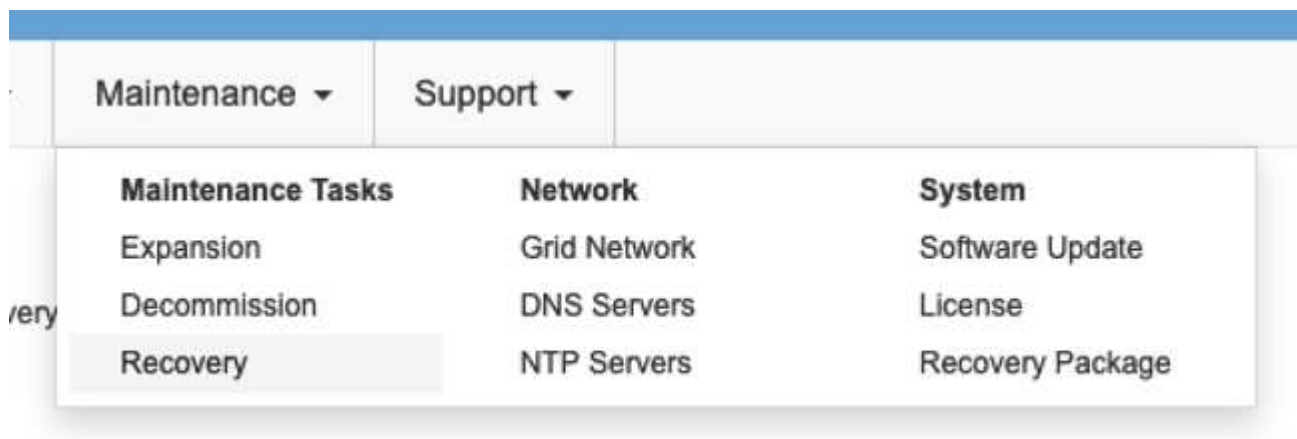 Maintenance Support
Maintenance Tasks
Expansion
Decommission
Recovery
Network
Grid Network
DNS Servers
NTP Servers
System
Software Update
License
Recovery Package